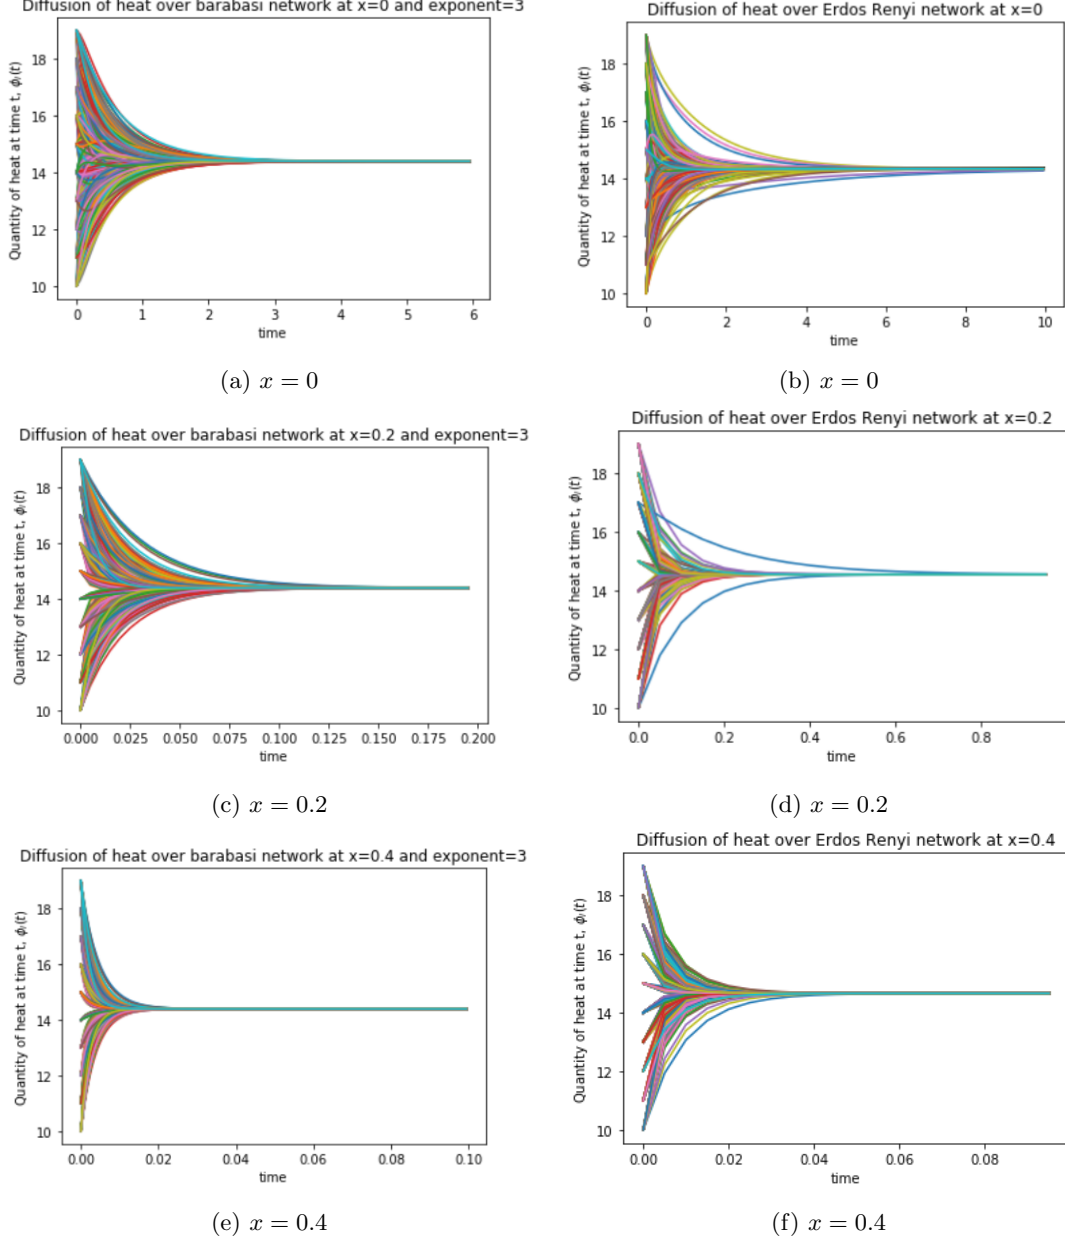 Diffusion of heat over barabasi network at x=0 and exponent=3
Quantity of heat at time t, ϕᵢ(t)
18
16
14
12
10
0 1 2 3 4 5 6
time
(a) x = 0
Diffusion of heat over Erdos Renyi network at x=0
Quantity of heat at time t, ϕᵢ(t)
18
16
14
12
10
0 2 4 6 8 10
time
(b) x = 0
Diffusion of heat over barabasi network at x=0.2 and exponent=3
Quantity of heat at time t, ϕᵢ(t)
18
16
14
12
10
0.000 0.025 0.050 0.075 0.100 0.125 0.150 0.175 0.200
time
(c) x = 0.2
Diffusion of heat over Erdos Renyi network at x=0.2
Quantity of heat at time t, ϕᵢ(t)
18
16
14
12
10
0.0 0.2 0.4 0.6 0.8
time
(d) x = 0.2
Diffusion of heat over barabasi network at x=0.4 and exponent=3
Quantity of heat at time t, ϕᵢ(t)
18
16
14
12
10
0.00 0.02 0.04 0.06 0.08 0.10
time
(e) x = 0.4
Diffusion of heat over Erdos Renyi network at x=0.4
Quantity of heat at time t, ϕᵢ(t)
18
16
14
12
10
0.00 0.02 0.04 0.06 0.08
time
(f) x = 0.4